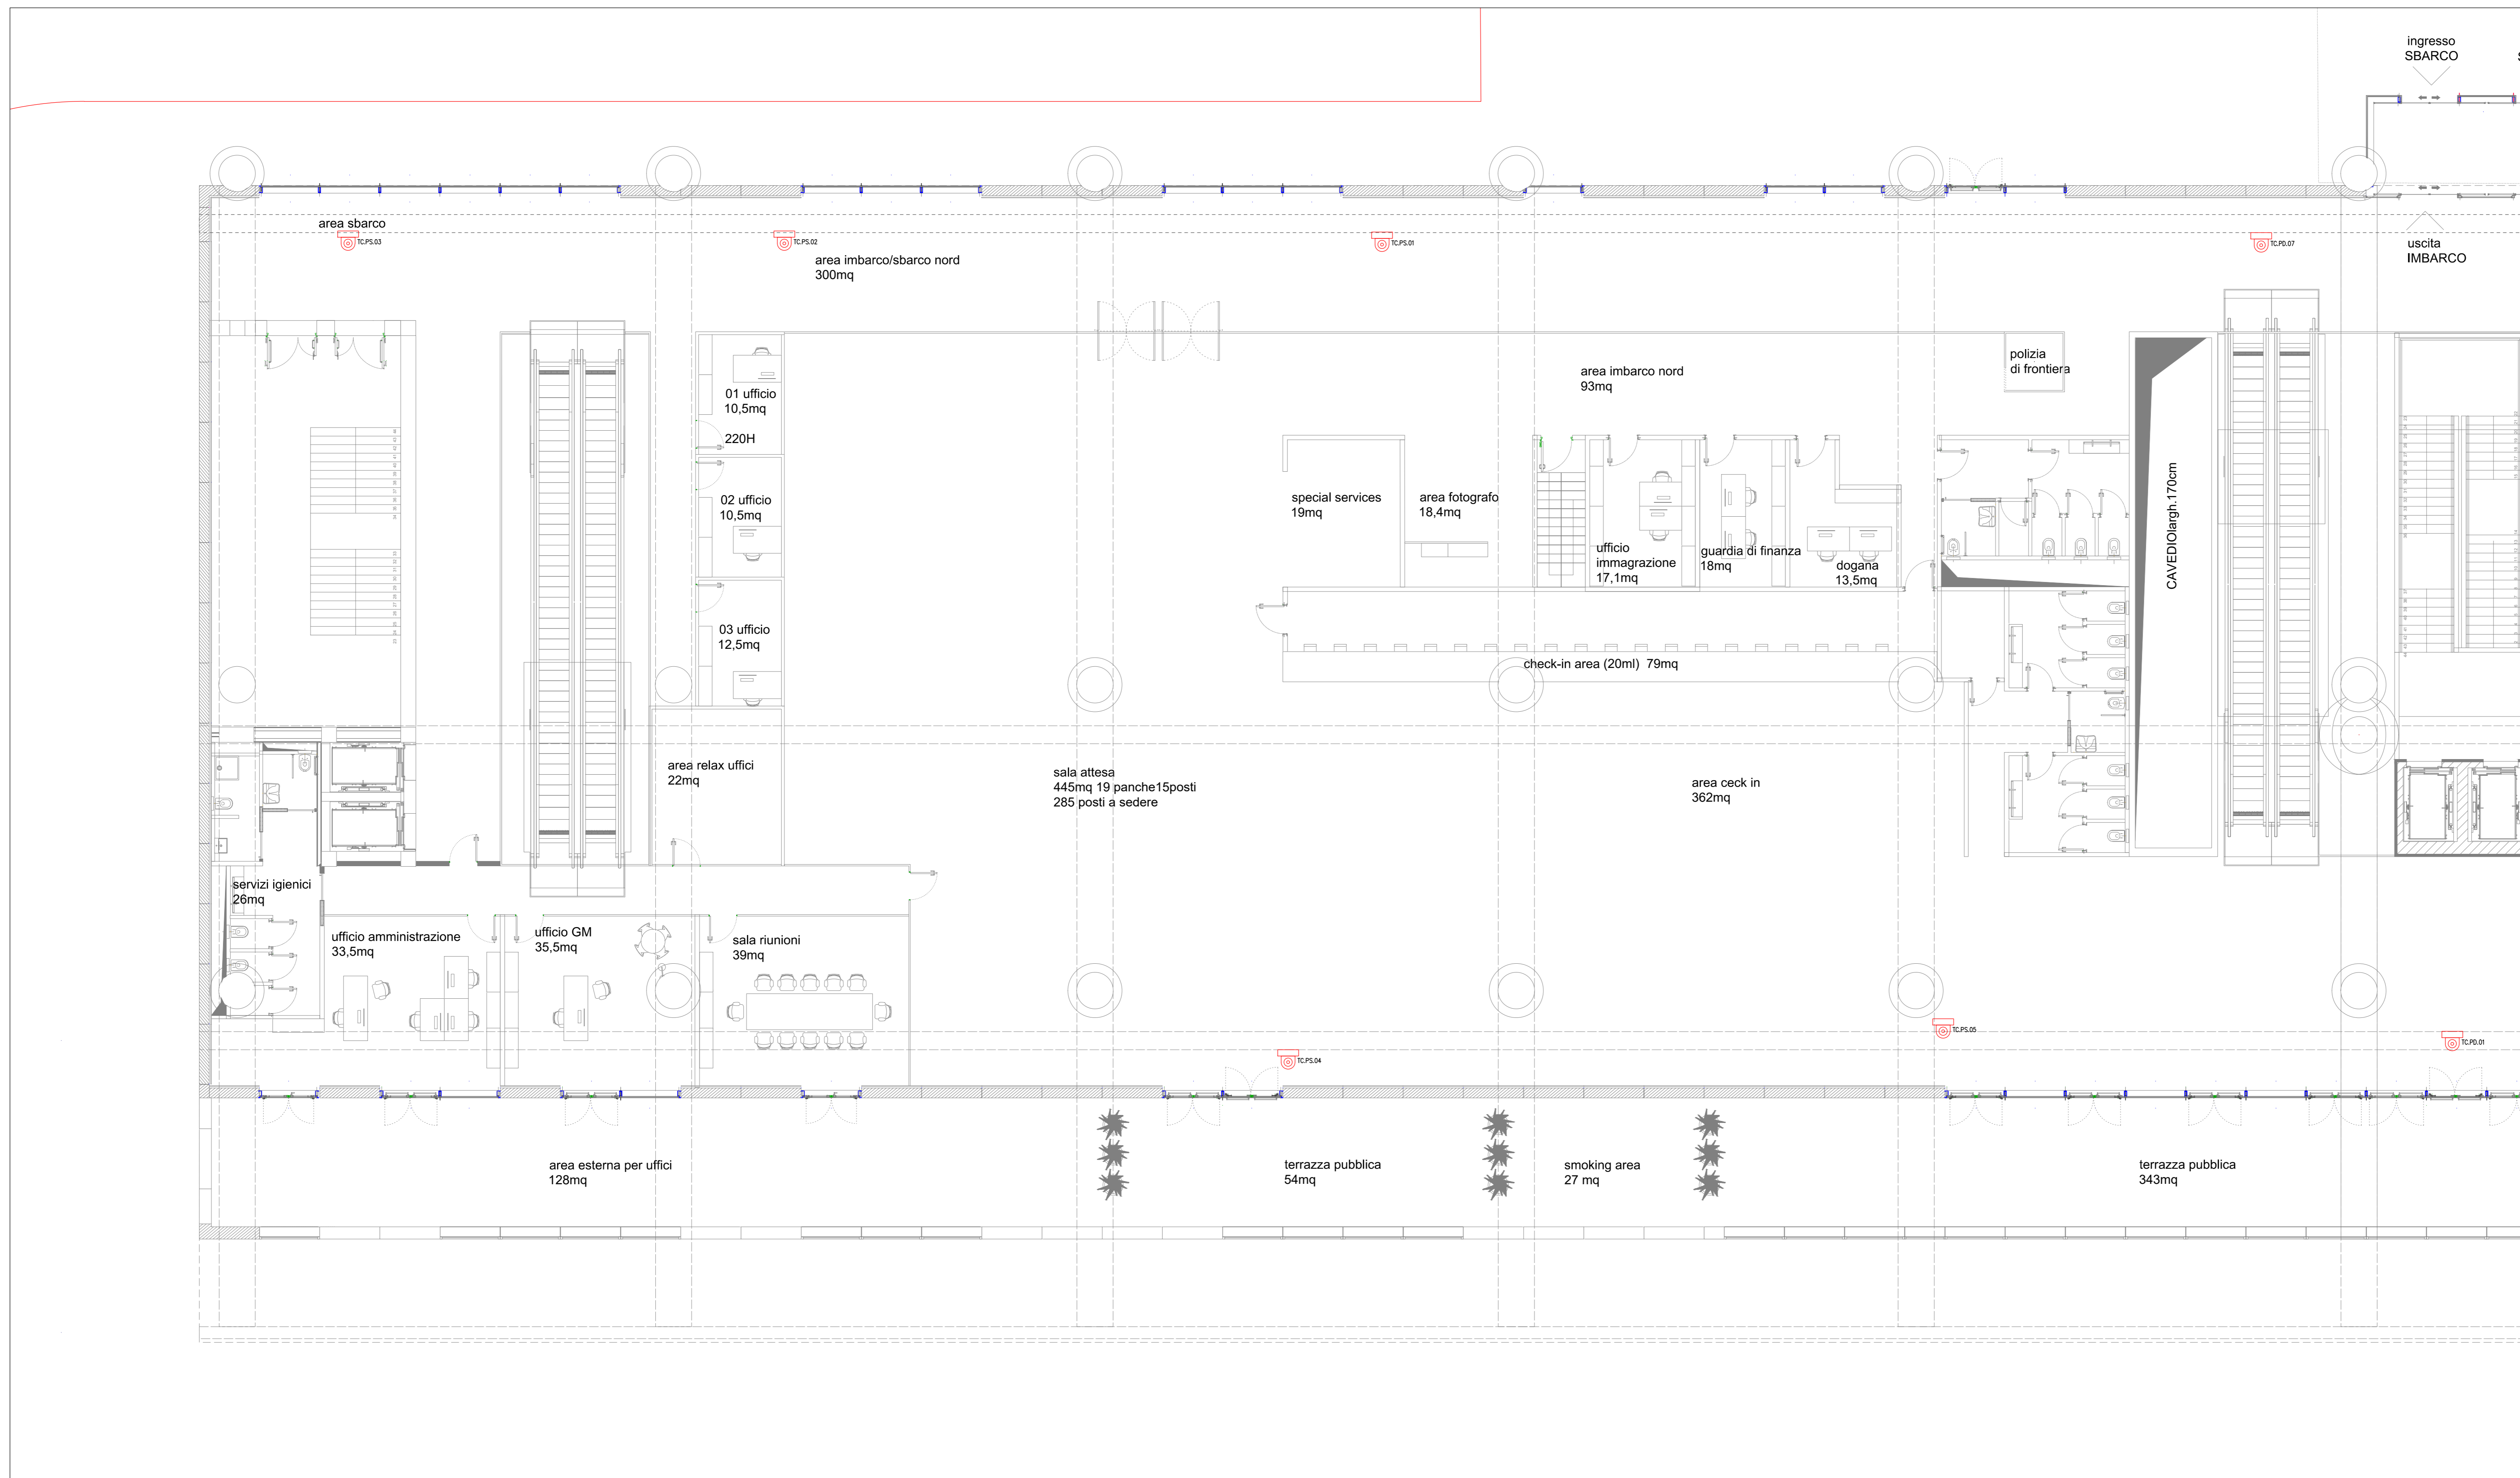 ingresso
SBARCO
area sbarco
TC.PS.03
TC.PS.02
TC.PS.01
TC.PD.07
uscita
IMBARCO
area imbarco/sbarco nord
300mq
polizia
di frontiera
area imbarco nord
93mq
01 ufficio
10,5mq
220H
02 ufficio
10,5mq
special services
19mq
area fotografo
18,4mq
ufficio
immagrazione
17,1mq
guardia di finanza
18mq
dogana
13,5mq
CAVEDIOlargh.170cm
03 ufficio
12,5mq
check-in area (20ml) 79mq
area relax uffici
22mq
sala attesa
445mq 19 panche15posti
285 posti a sedere
area ceck in
362mq
servizi igienici
26mq
ufficio amministrazione
33,5mq
ufficio GM
35,5mq
sala riunioni
39mq
TC.PS.05
TC.PD.01
TC.PS.04
area esterna per uffici
128mq
terrazza pubblica
54mq
smoking area
27 mq
terrazza pubblica
343mq